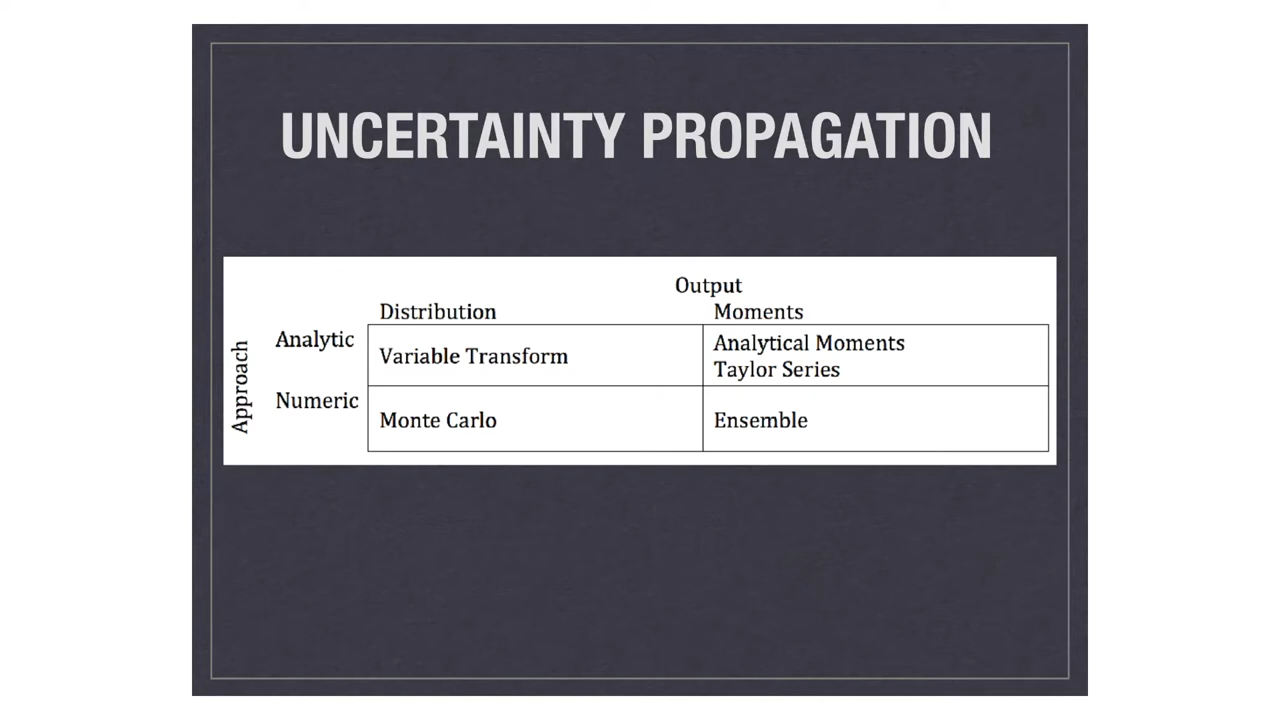 UNCERTAINTY PROPAGATION
Output
Distribution Moments
Approach
Analytic
Variable Transform
Analytical Moments
Taylor Series
Numeric
Monte Carlo
Ensemble